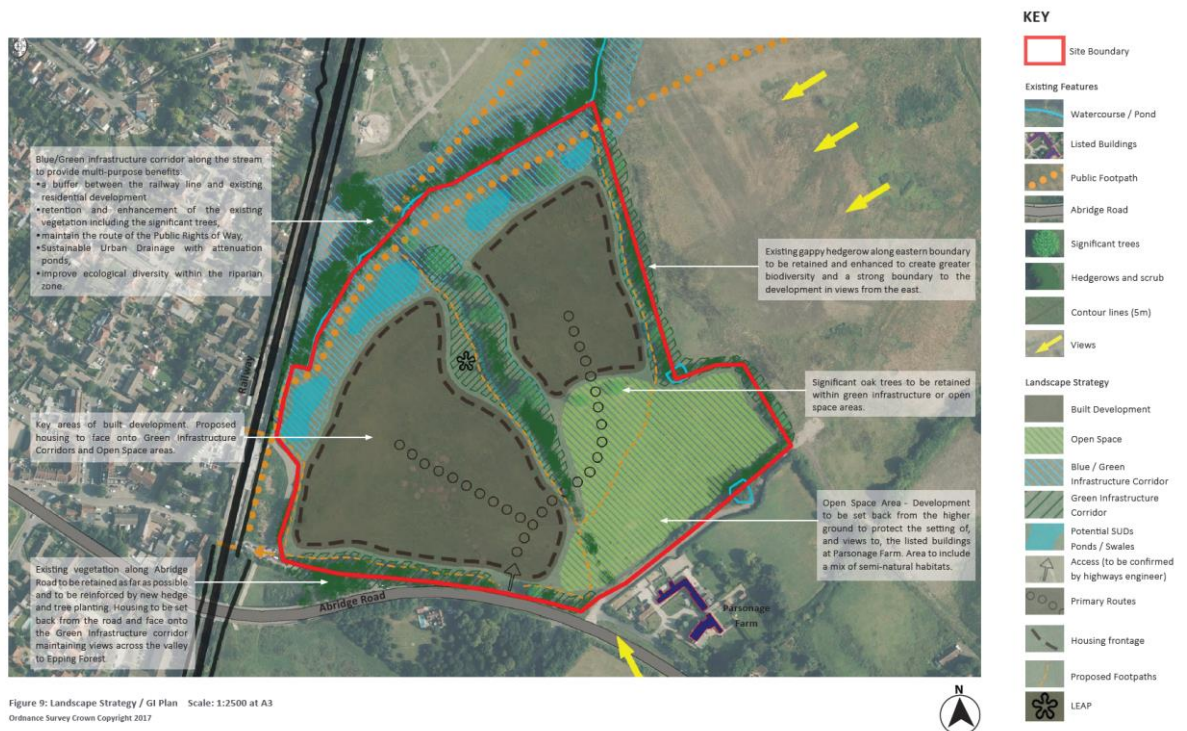 Blue/Green infrastructure corridor along the stream
to provide multi-purpose benefits:
•a buffer between the railway line and existing
residential development
•retention and enhancement of the existing
vegetation including the significant trees,
•maintain the route of the Public Rights of Way,
•Sustainable Urban Drainage with attenuation
ponds,
•improve ecological diversity within the riparian
zone.
Existing gappy hedgerow along eastern boundary
to be retained and enhanced to create greater
biodiversity and a strong boundary to the
development in views from the east.
Railway
Significant oak trees to be retained
within green infrastructure or open
space areas.
Key areas of built development. Proposed
housing to face onto Green Infrastructure
Corridors and Open Space areas.
Open Space Area - Development
to be set back from the higher
ground to protect the setting of,
and views to, the listed buildings
at Parsonage Farm. Area to include
a mix of semi-natural habitats.
Existing vegetation along Abridge
Road to be retained as far as possible
and to be reinforced by new hedge
and tree planting. Housing to be set
back from the road and face onto
the Green Infrastructure corridor
maintaining views across the valley
to Epping Forest.
Abridge Road
Parsonage
Farm
Figure 9: Landscape Strategy / GI Plan Scale: 1:2500 at A3
Ordnance Survey Crown Copyright 2017
N
KEY
Site Boundary
Existing Features
Watercourse / Pond
Listed Buildings
Public Footpath
Abridge Road
Significant trees
Hedgerows and scrub
Contour lines (5m)
Views
Landscape Strategy
Built Development
Open Space
Blue / Green
Infrastructure Corridor
Green Infrastructure
Corridor
Potential SUDs
Ponds / Swales
Access (to be confirmed
by highways engineer)
Primary Routes
Housing frontage
Proposed Footpaths
LEAP